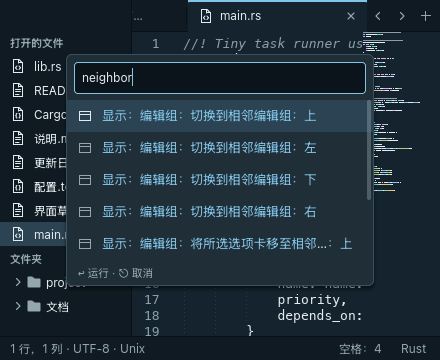 main.rs
打开的文件
1 //! Tiny task runner us
lib.rs
READ
Cargo
说明.m
更新日
配置.to
界面草
main.rs
文件夹
project
文档
neighbor
显示：编辑组：切换到相邻编辑组：上
显示：编辑组：切换到相邻编辑组：左
显示：编辑组：切换到相邻编辑组：下
显示：编辑组：切换到相邻编辑组：右
显示：编辑组：将所选选项卡移至相邻…：上
↩ 运行 · ⎋ 取消
17 priority,
18 depends_on:
19 }
1 行，1 列 · UTF-8 · Unix
空格：4 Rust